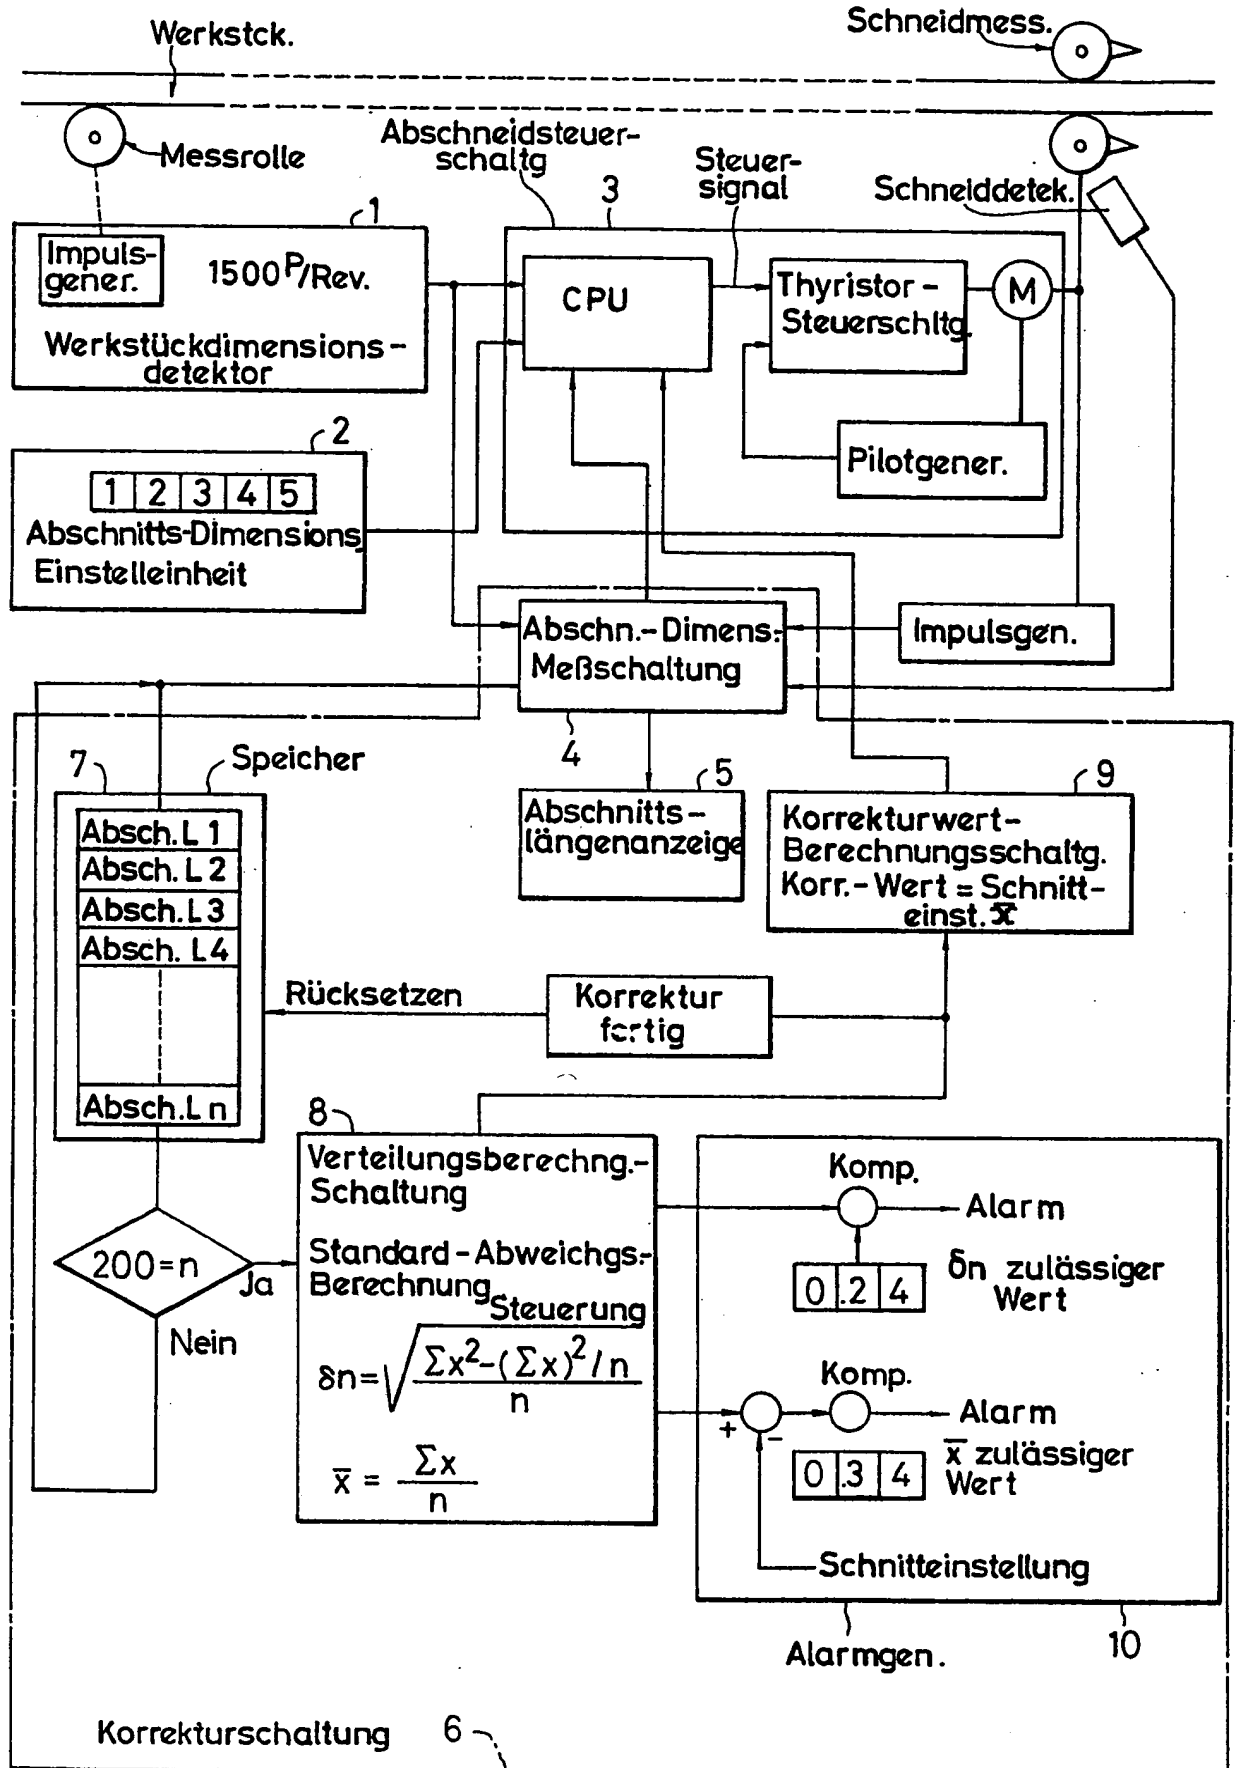 Werkstck.
Schneidmess.
Messrolle
Abschneidsteuer-
schaltg
3
Steuer-
signal
Schneiddetek.
1
Impuls-
gener.
1500 P/Rev.
Werkstückdimensions-
detektor
CPU
Thyristor-
Steuerschltg.
M
Pilotgener.
2
1 2 3 4 5
Abschnitts-Dimensions
Einstelleinheit
Abschn.-Dimens.-
Meßschaltung
Impulsgen.
4
5
Abschnitts-
längenanzeige
7
Speicher
Absch. L 1
Absch. L 2
Absch. L 3
Absch. L 4
Absch. L n
9
Korrekturwert-
Berechnungsschaltg.
Korr.-Wert = Schnitt-
einst. x̄
Rücksetzen
Korrektur
fertig
8
Verteilungsberechng.-
Schaltung
Standard-Abweichgs.-
Berechnung
Steuerung
δn = √((Σx²-(Σx)²/n)/n)
x̄ = Σx/n
200=n
Ja
Nein
Komp.
Alarm
0 .2 4
δn zulässiger
Wert
Komp.
Alarm
+ -
0 .3 4
x̄ zulässiger
Wert
Schnitteinstellung
Alarmgen.
10
Korrekturschaltung 6